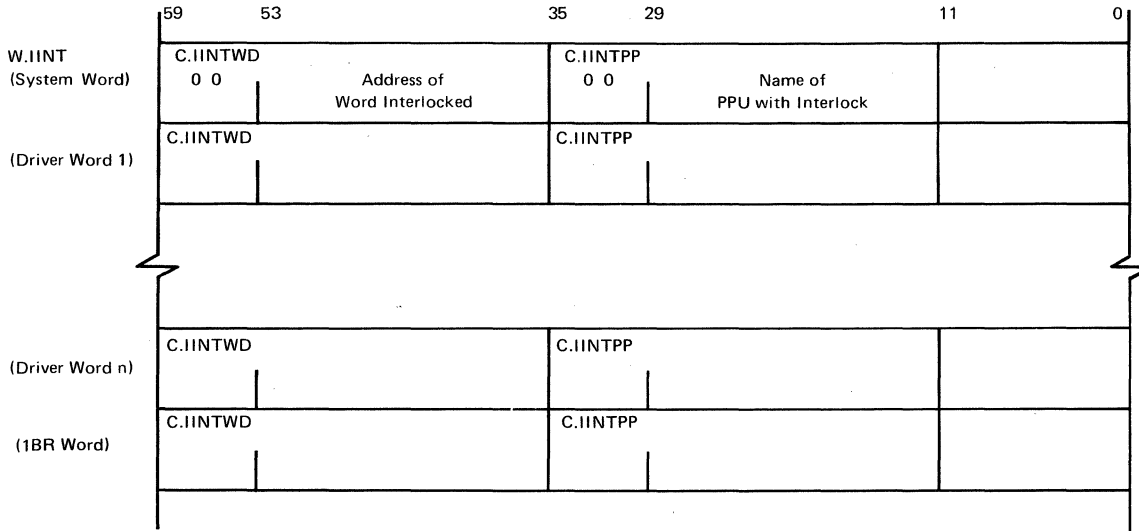 59 53 35 29 11 0
W.IINT C.IINTWD C.IINTPP
(System Word) 0 0 Address of 0 0 Name of
Word Interlocked PPU with Interlock
C.IINTWD C.IINTPP
(Driver Word 1)
C.IINTWD C.IINTPP
(Driver Word n)
C.IINTWD C.IINTPP
(1BR Word)